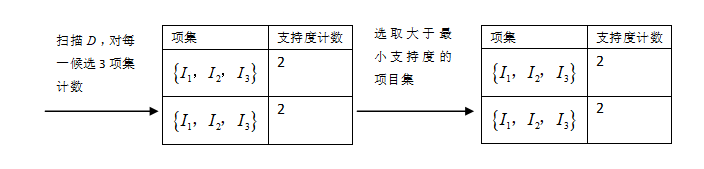 扫描 D，对每
一候选 3 项集
计数
项集 支持度计数
{I₁，I₂，I₃} 2
{I₁，I₂，I₃} 2
选取大于最
小支持度的
项目集
项集 支持度计数
{I₁，I₂，I₃} 2
{I₁，I₂，I₃} 2